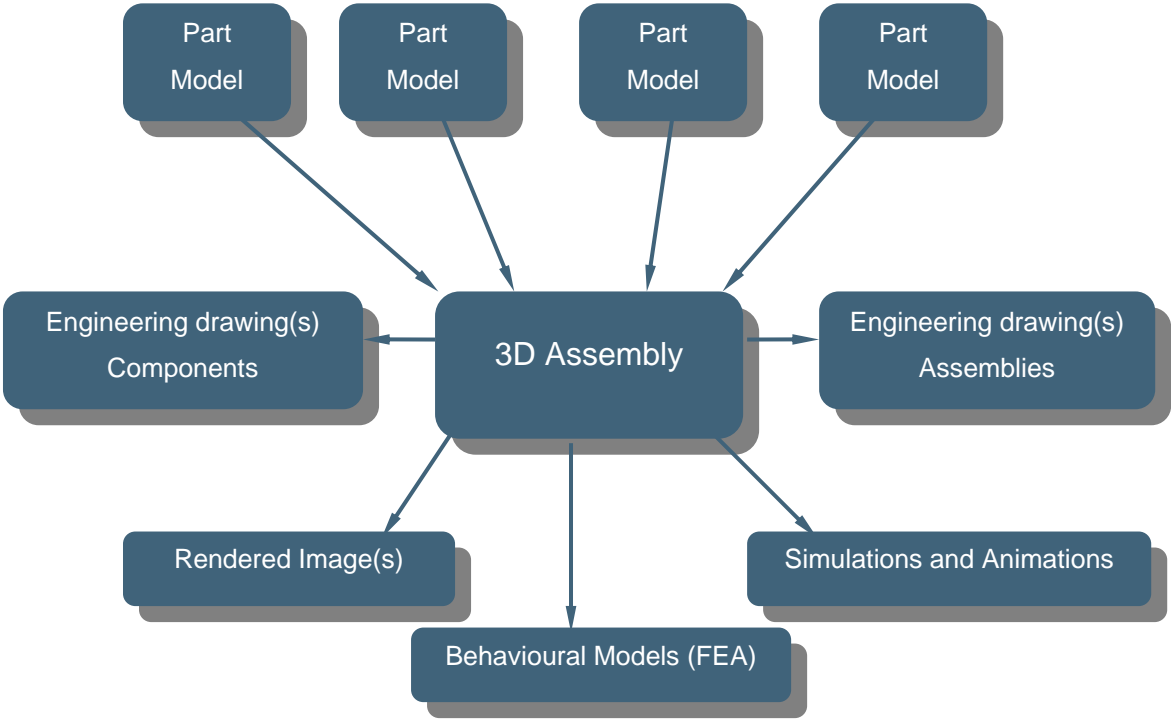 Part
Model
Part
Model
Part
Model
Part
Model
Engineering drawing(s)
Components
3D Assembly
Engineering drawing(s)
Assemblies
Rendered Image(s)
Simulations and Animations
Behavioural Models (FEA)